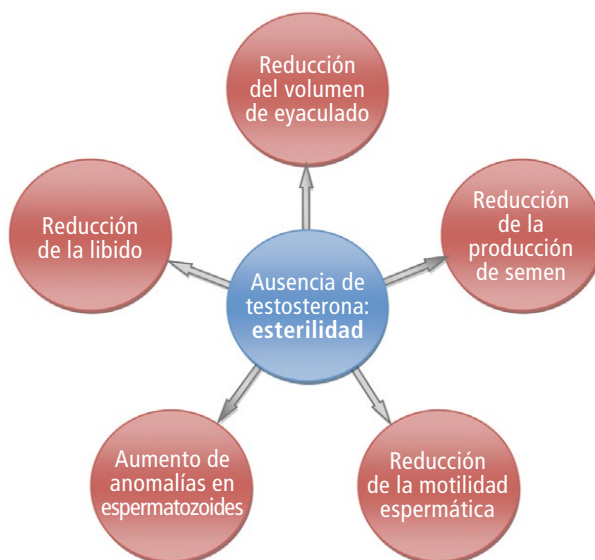 Reducción
del volumen
de eyaculado
Reducción
de la libido
Reducción
de la
producción
de semen
Ausencia de
testosterona:
esterilidad
Aumento de
anomalías en
espermatozoides
Reducción
de la motilidad
espermática